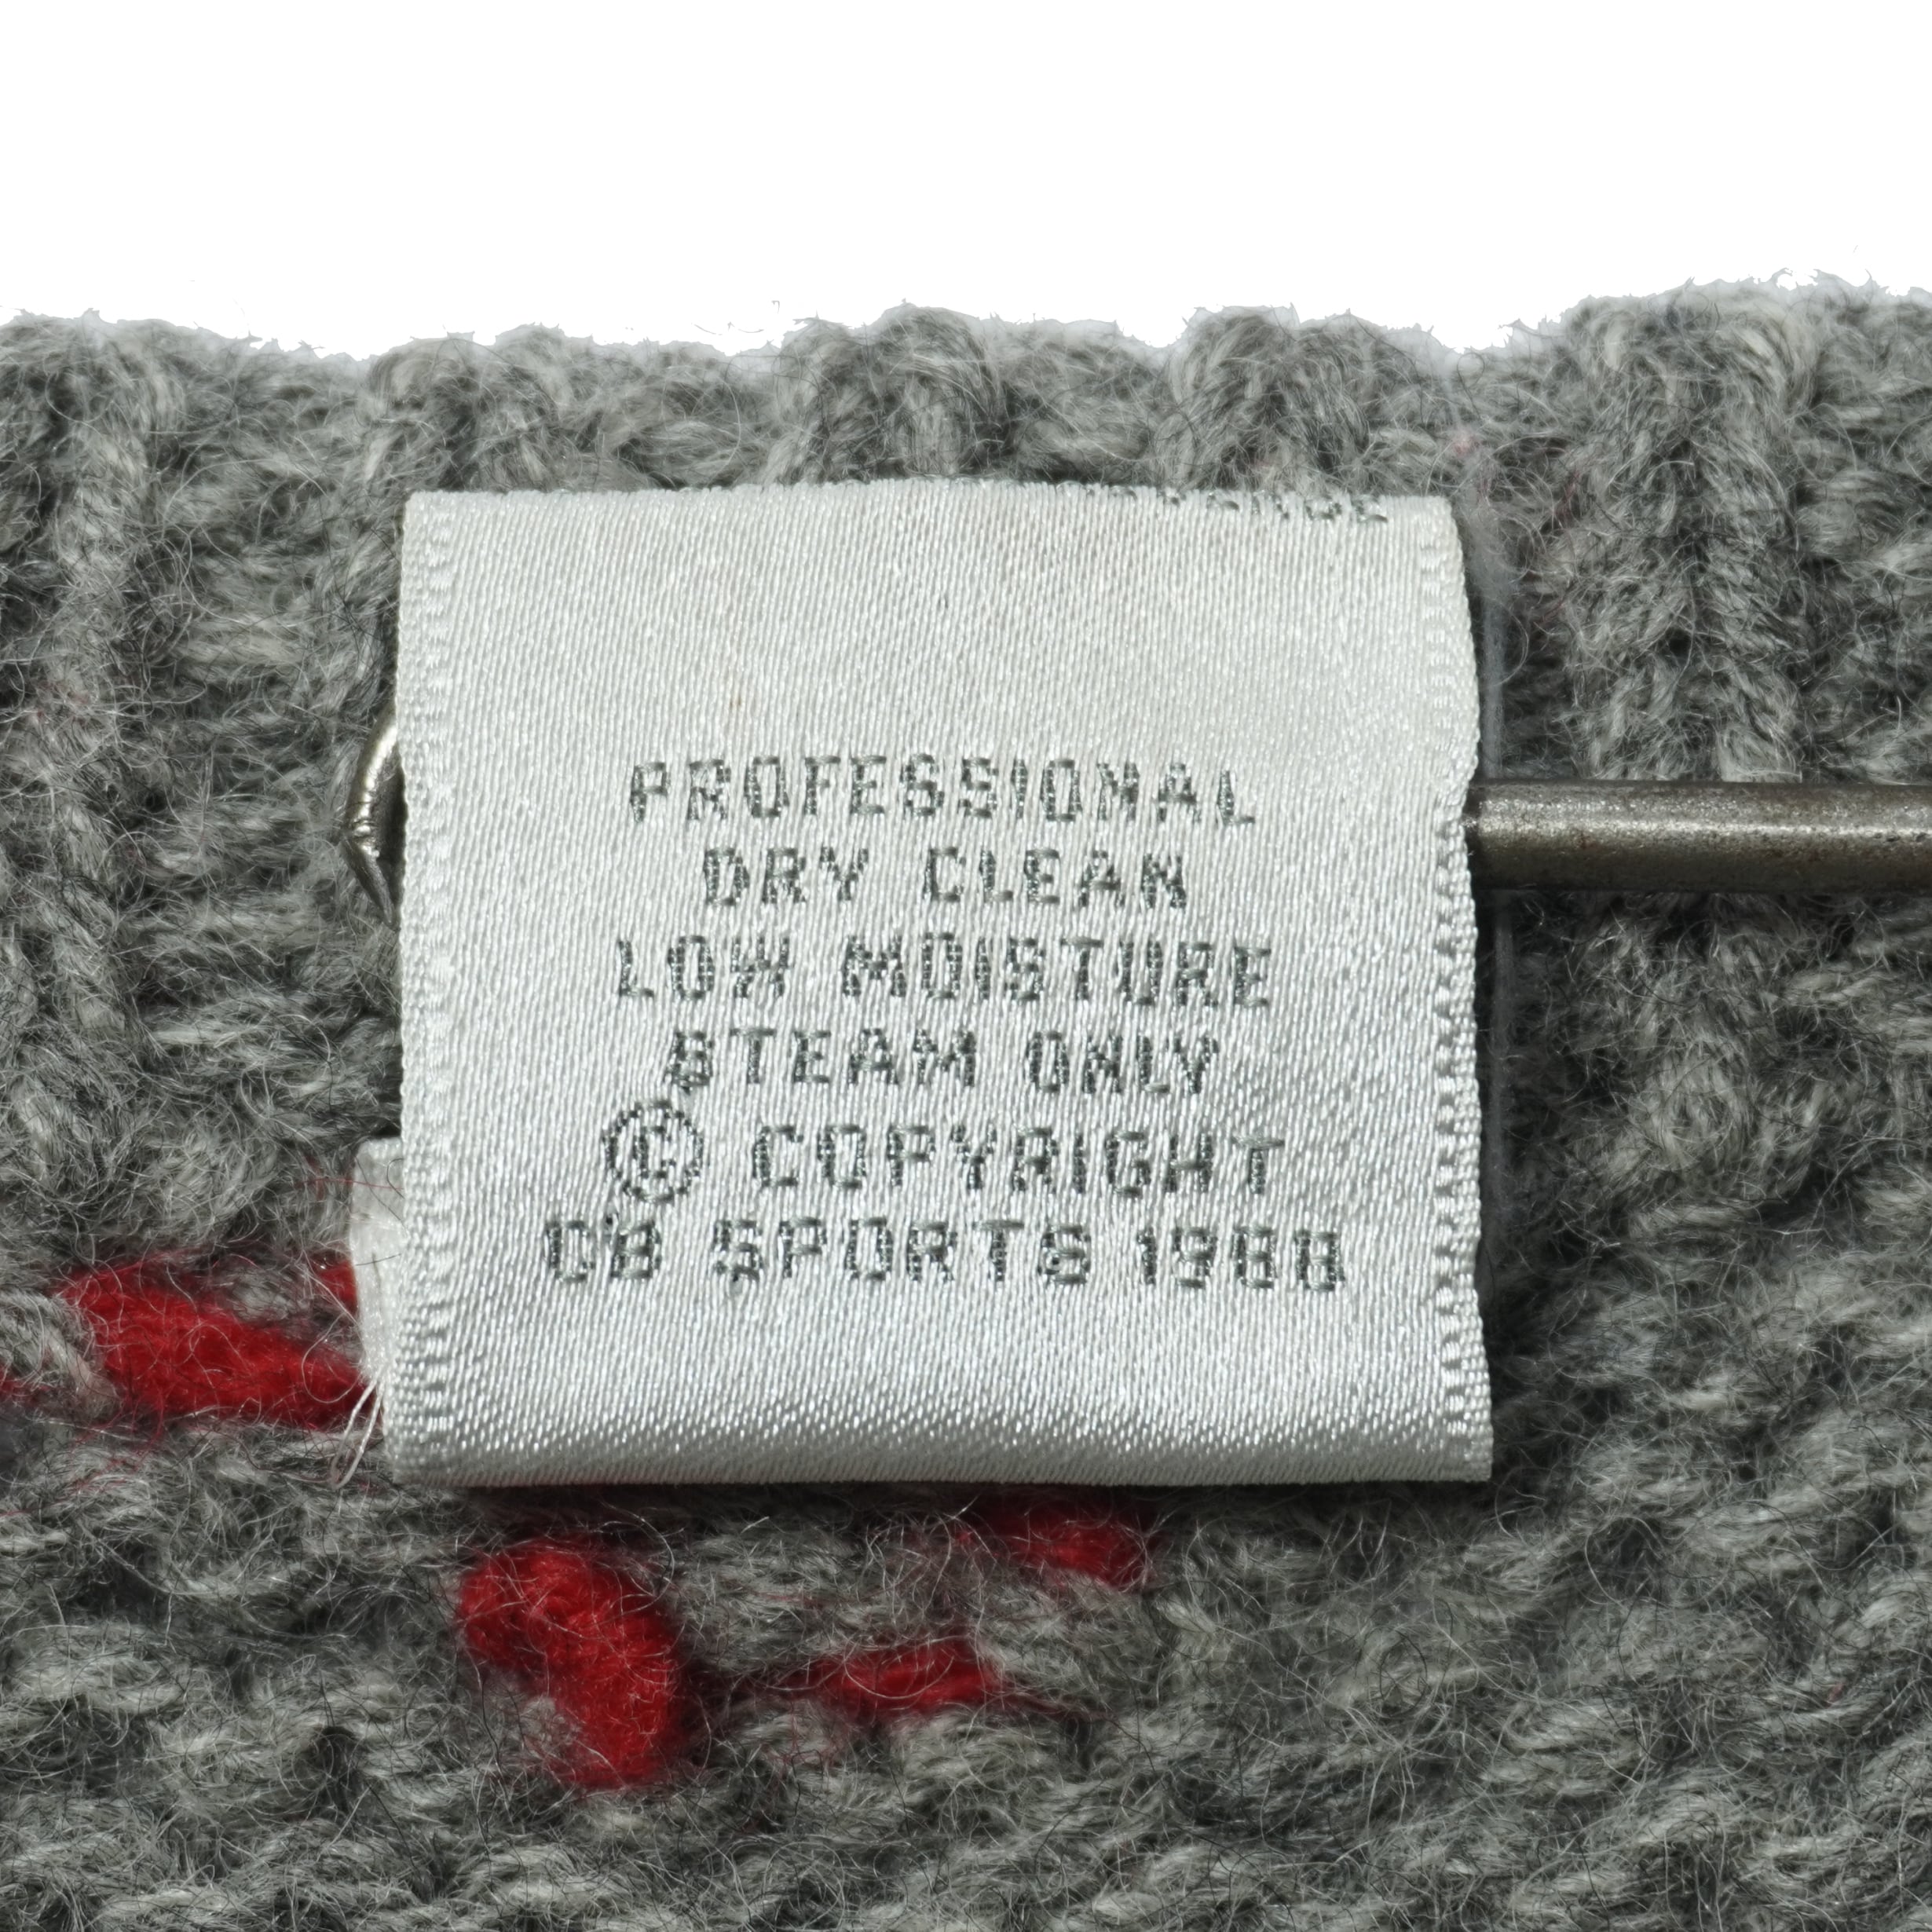 PROFESSIONAL
DRY CLEAN
LOW MOISTURE
STEAM ONLY
© COPYRIGHT
CB SPORTS 1988